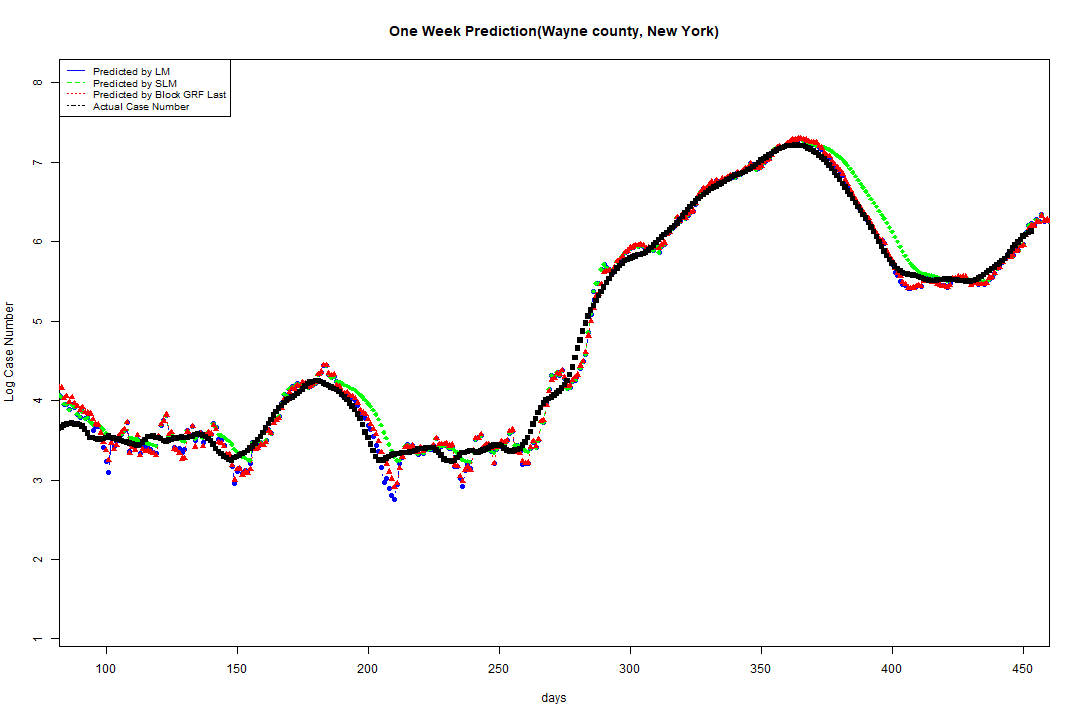 One Week Prediction(Wayne county, New York)
Predicted by LM
Predicted by SLM
Predicted by Block GRF Last
Actual Case Number
8
7
6
5
4
3
2
1
Log Case Number
100 150 200 250 300 350 400 450
days